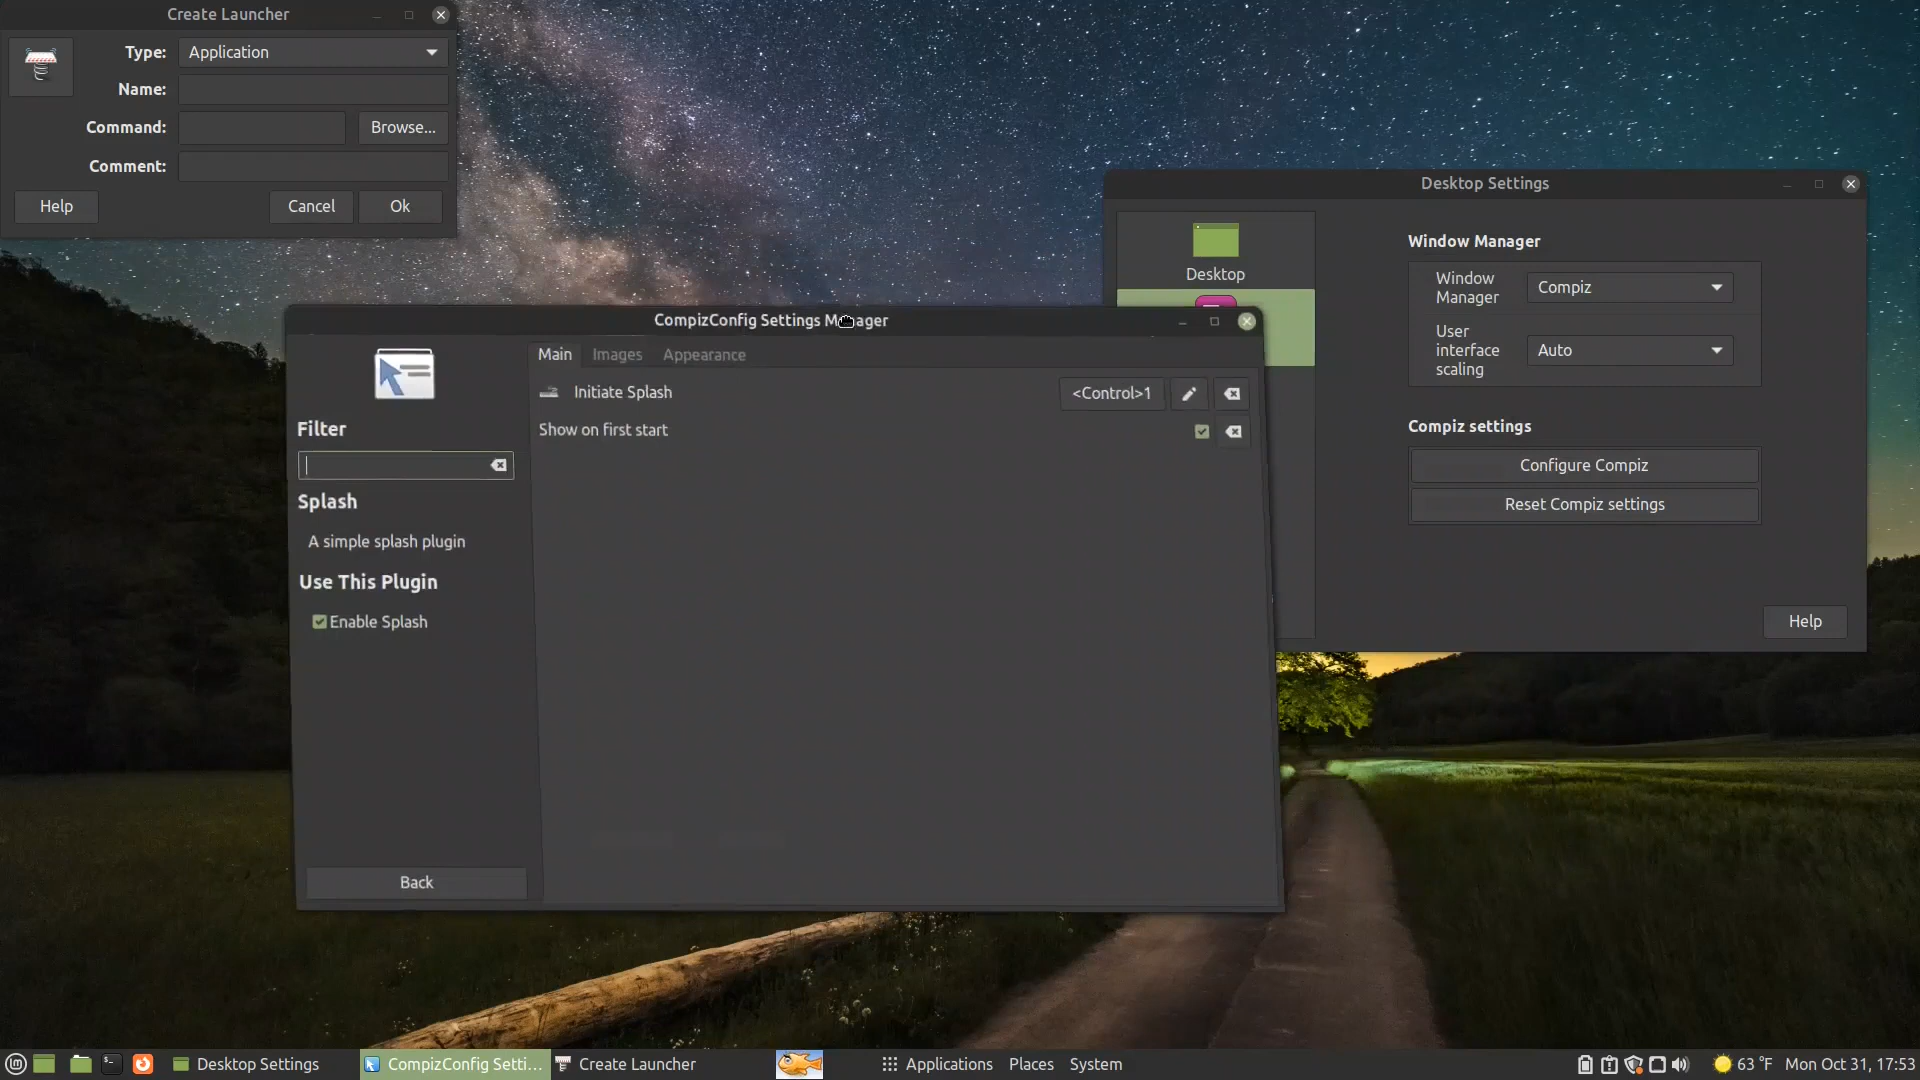 Create Launcher
Type: Application
Name:
Command: Browse...
Comment:
Help Cancel Ok
Desktop Settings
Desktop
Window Manager
Window
Manager
Compiz
User
interface
scaling
Auto
Compiz settings
Configure Compiz
Reset Compiz settings
Help
CompizConfig Settings Manager
Main Images Appearance
Initiate Splash <Control>1
Show on first start
Filter
Splash
A simple splash plugin
Use This Plugin
Enable Splash
Back
Desktop Settings CompizConfig Setti... Create Launcher Applications Places System 63 °F Mon Oct 31, 17:53